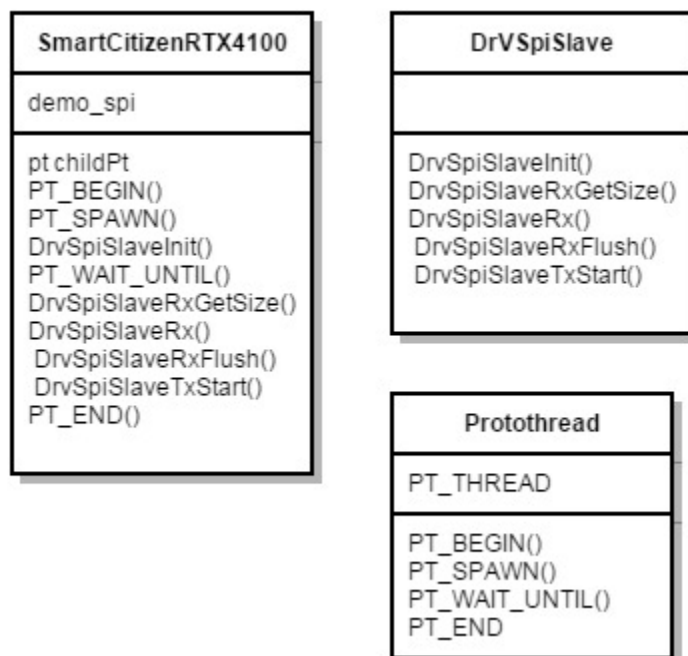 SmartCitizenRTX4100
demo_spi
pt childPt
PT_BEGIN()
PT_SPAWN()
DrvSpiSlaveInit()
PT_WAIT_UNTIL()
DrvSpiSlaveRxGetSize()
DrvSpiSlaveRx()
DrvSpiSlaveRxFlush()
DrvSpiSlaveTxStart()
PT_END()
DrVSpiSlave
DrvSpiSlaveInit()
DrvSpiSlaveRxGetSize()
DrvSpiSlaveRx()
DrvSpiSlaveRxFlush()
DrvSpiSlaveTxStart()
Protothread
PT_THREAD
PT_BEGIN()
PT_SPAWN()
PT_WAIT_UNTIL()
PT_END